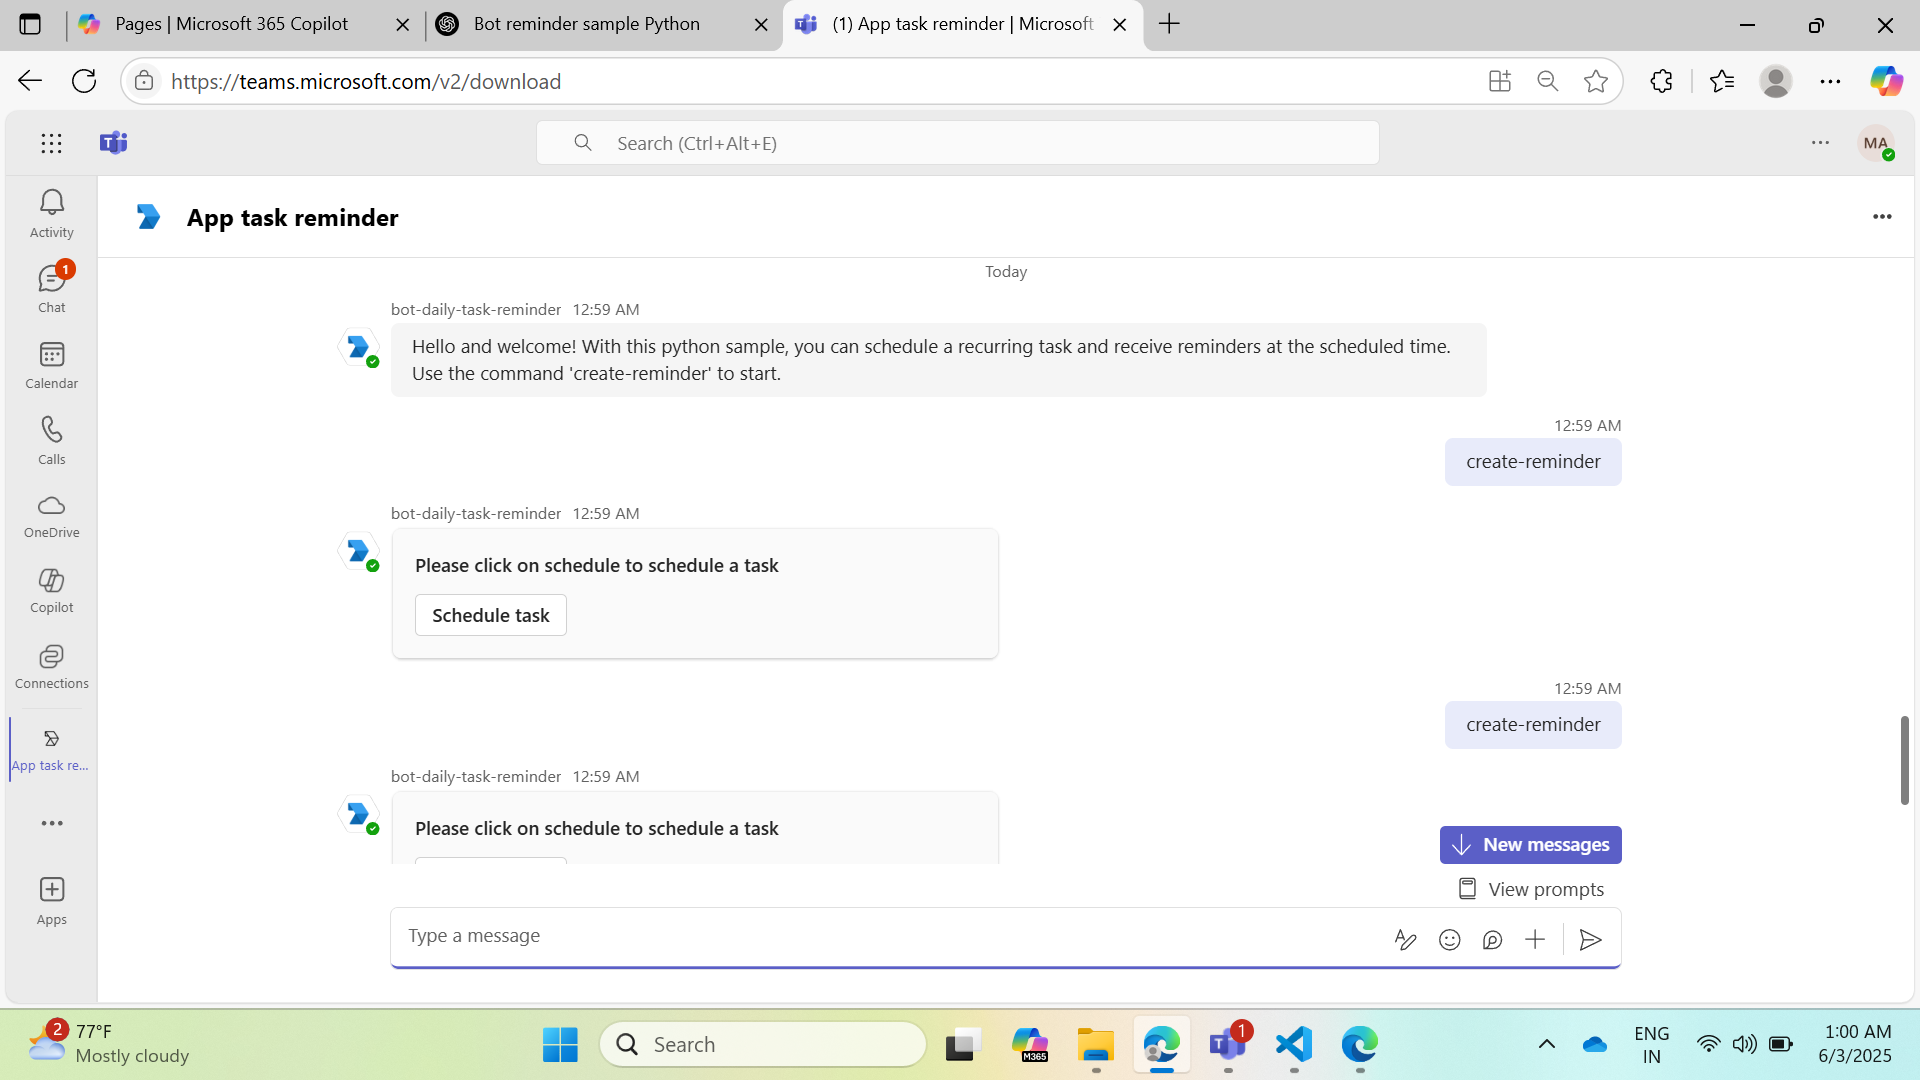 Pages | Microsoft 365 Copilot
Bot reminder sample Python
(1) App task reminder | Microsoft
https://teams.microsoft.com/v2/download
Search (Ctrl+Alt+E)
MA
Activity
1
Chat
Calendar
Calls
OneDrive
Copilot
Connections
App task re...
Apps
App task reminder
Today
bot-daily-task-reminder 12:59 AM
Hello and welcome! With this python sample, you can schedule a recurring task and receive reminders at the scheduled time.
Use the command 'create-reminder' to start.
12:59 AM
create-reminder
bot-daily-task-reminder 12:59 AM
Please click on schedule to schedule a task
Schedule task
12:59 AM
create-reminder
bot-daily-task-reminder 12:59 AM
Please click on schedule to schedule a task
New messages
View prompts
Type a message
2
77°F
Mostly cloudy
Search
M365
1
ENG
IN
1:00 AM
6/3/2025